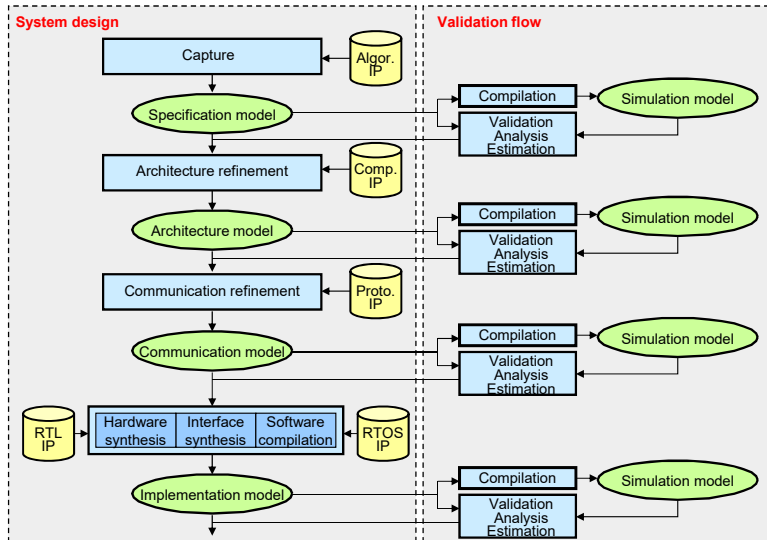 System design
Validation flow
Capture
Algor.
IP
Compilation
Simulation model
Specification model
Validation
Analysis
Estimation
Architecture refinement
Comp.
IP
Compilation
Simulation model
Architecture model
Validation
Analysis
Estimation
Communication refinement
Proto.
IP
Compilation
Simulation model
Communication model
Validation
Analysis
Estimation
RTL
IP
Hardware
synthesis
Interface
synthesis
Software
compilation
RTOS
IP
Compilation
Simulation model
Implementation model
Validation
Analysis
Estimation